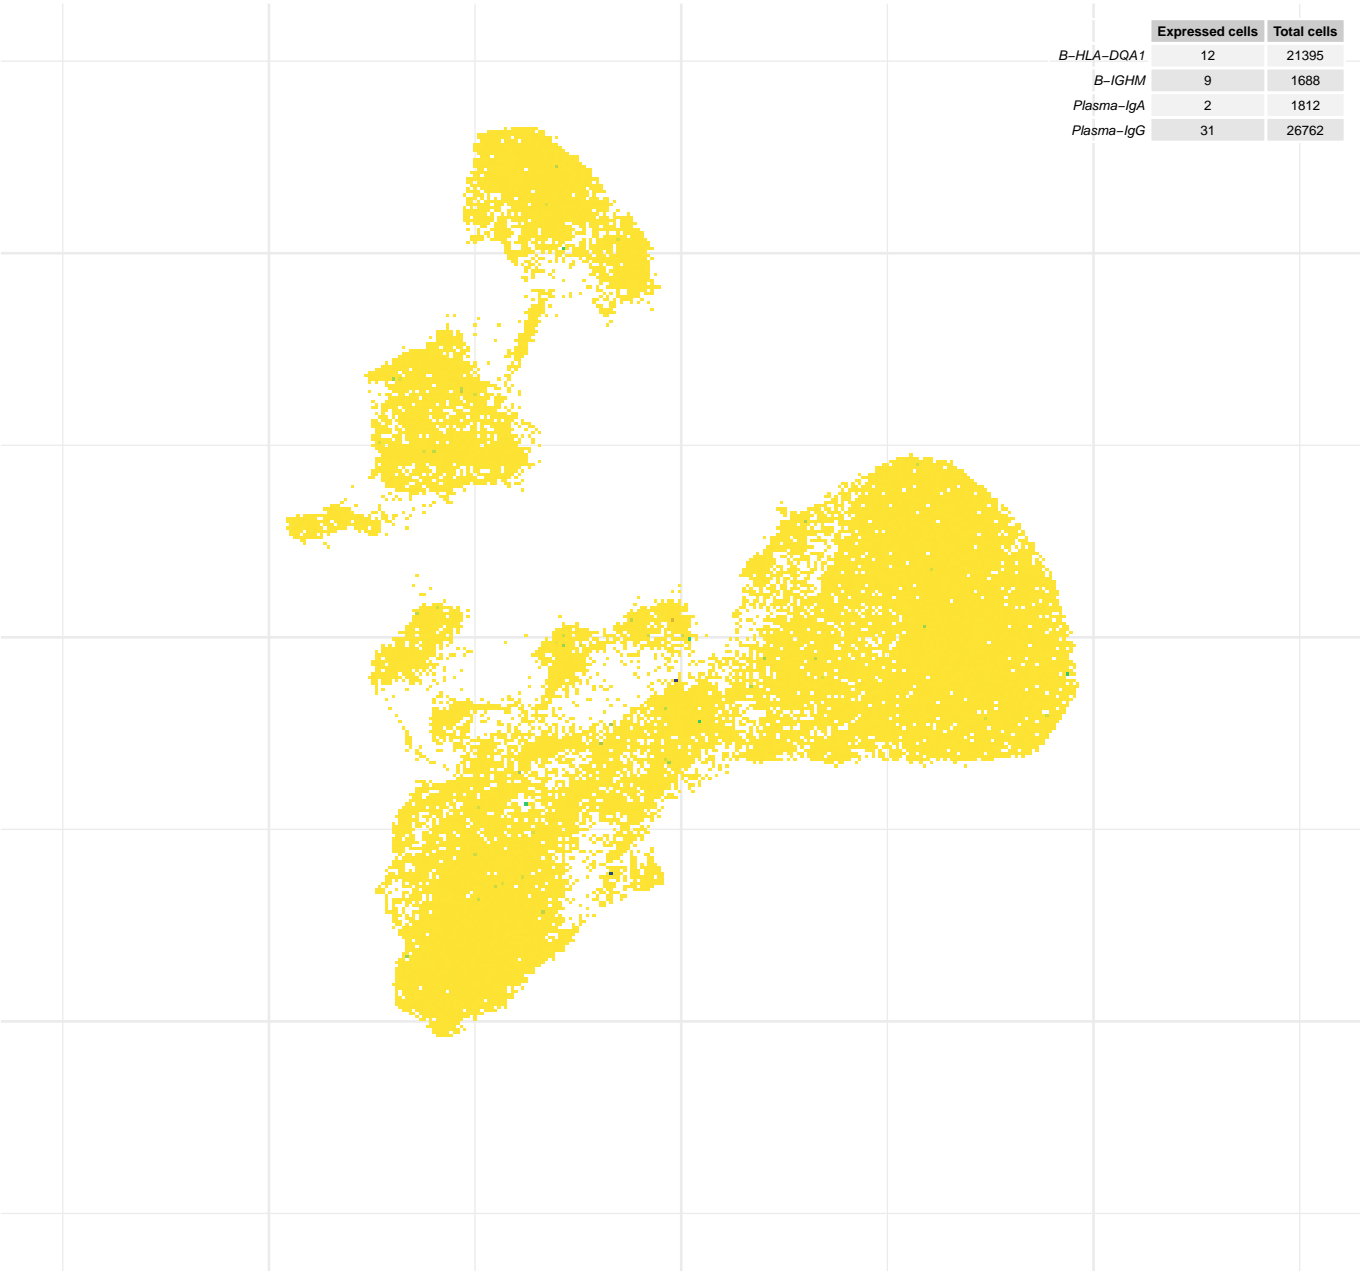 Expressed cells Total cells
B−HLA−DQA1 12 21395
B−IGHM 9 1688
Plasma−IgA 2 1812
Plasma−IgG 31 26762